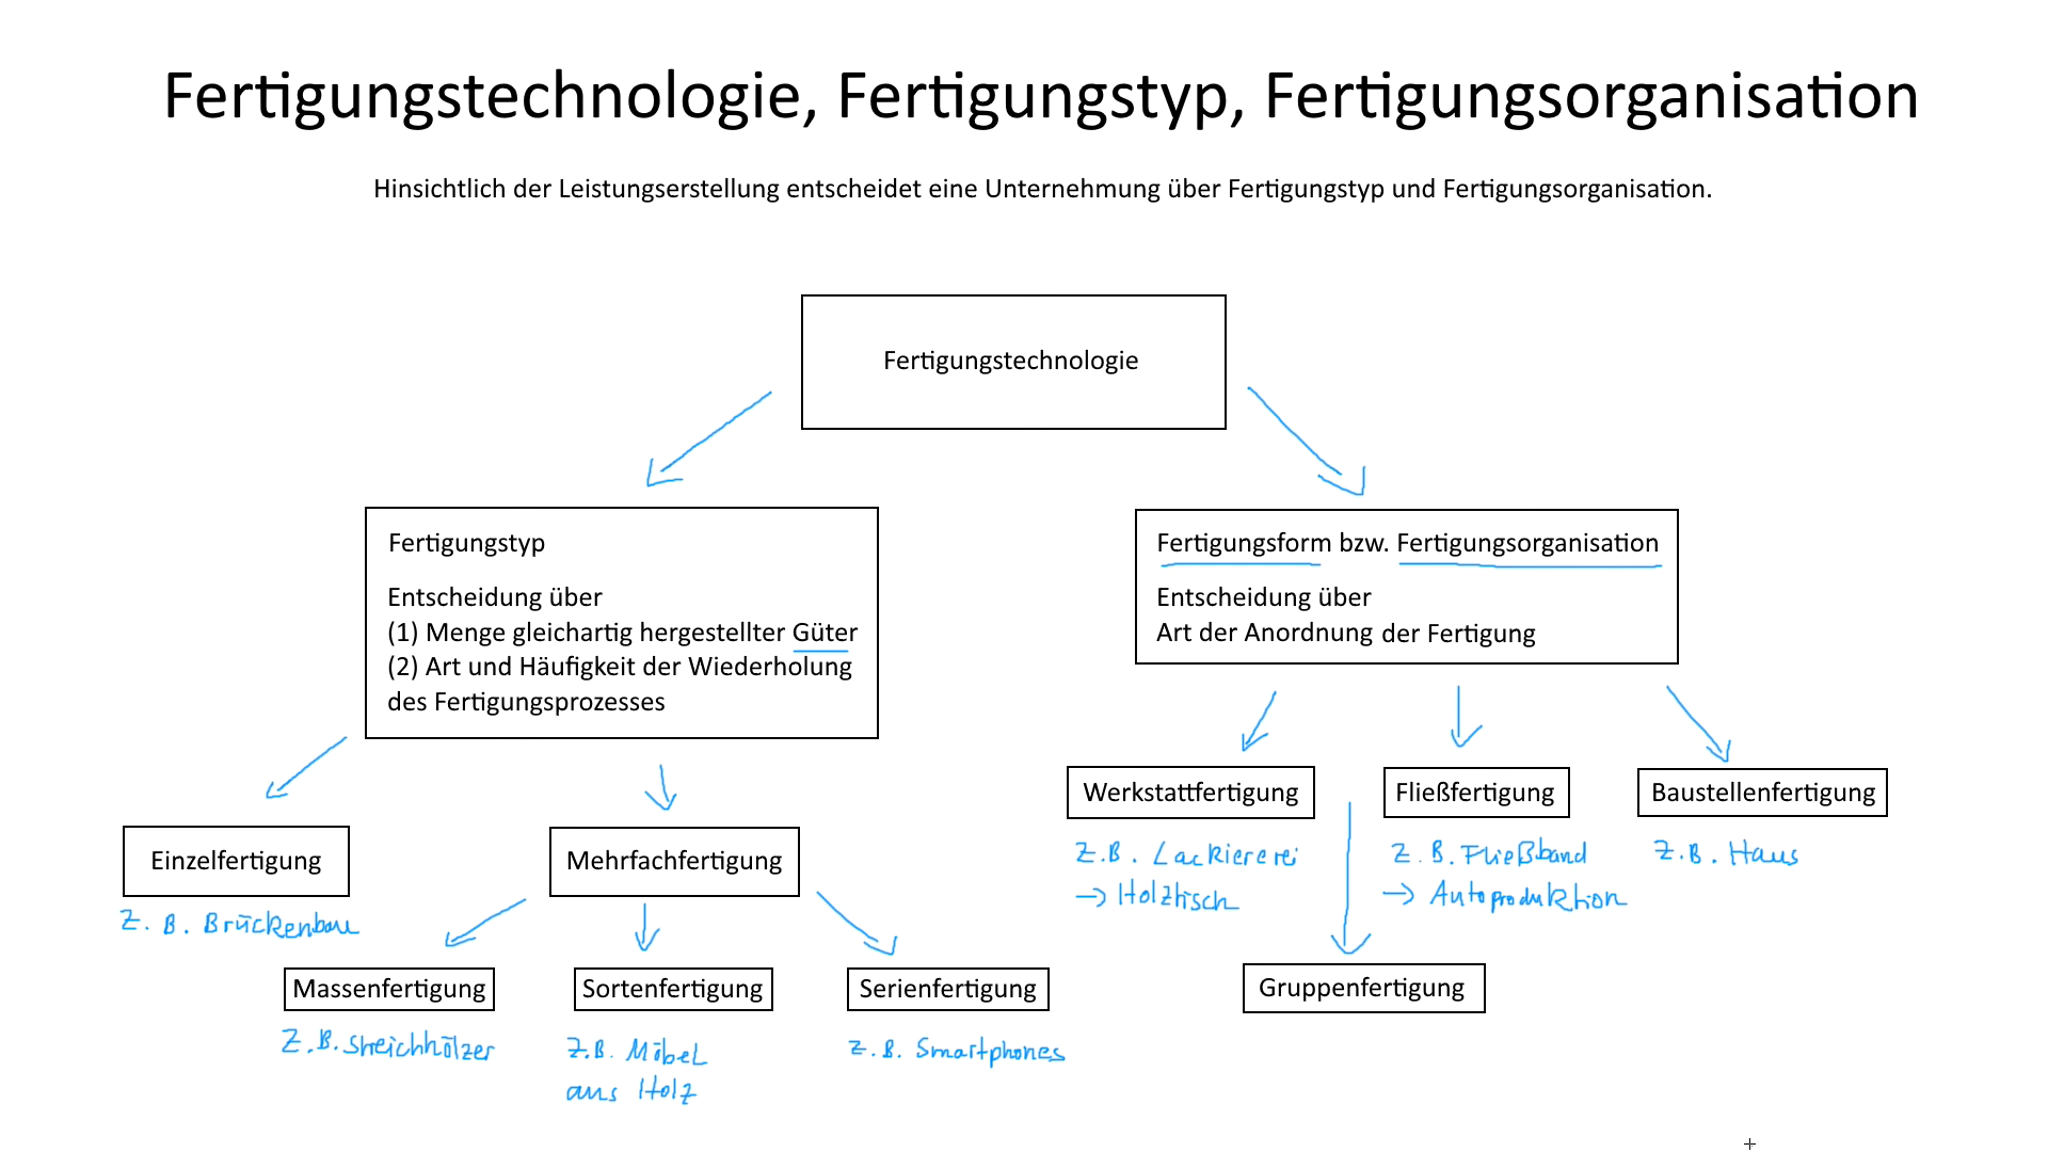 Fertigungstechnologie, Fertigungstyp, Fertigungsorganisation
Hinsichtlich der Leistungserstellung entscheidet eine Unternehmung über Fertigungstyp und Fertigungsorganisation.
Fertigungstechnologie
Fertigungstyp
Entscheidung über
(1) Menge gleichartig hergestellter Güter
(2) Art und Häufigkeit der Wiederholung
des Fertigungsprozesses
Fertigungsform bzw. Fertigungsorganisation
Entscheidung über
Art der Anordnung der Fertigung
Einzelfertigung
z. B. Brückenbau
Mehrfachfertigung
Massenfertigung
z. B. Streichhölzer
Sortenfertigung
z. B. Möbel
aus Holz
Serienfertigung
z. B. Smartphones
Werkstattfertigung
z. B. Lackiererei
→ Holztisch
Fließfertigung
z. B. Fließband
→ Autoproduktion
Baustellenfertigung
z. B. Haus
Gruppenfertigung